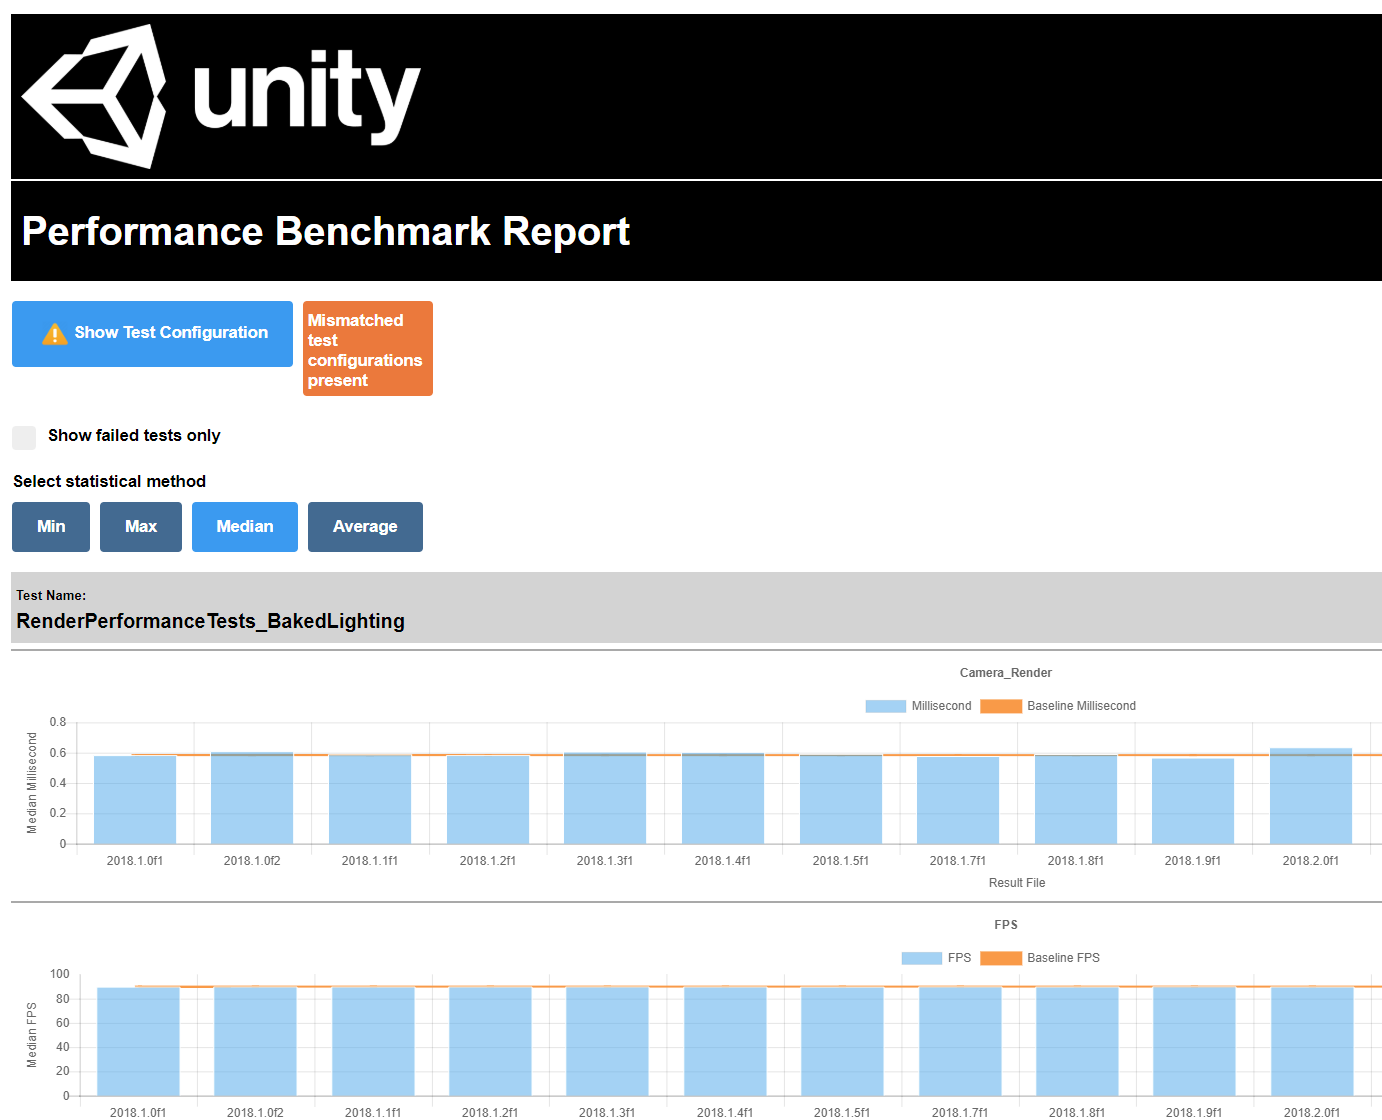 unity
Performance Benchmark Report
Show Test Configuration
Mismatched
test
configurations
present
Show failed tests only
Select statistical method
Min Max Median Average
Test Name:
RenderPerformanceTests_BakedLighting
Camera_Render
Millisecond Baseline Millisecond
Median Millisecond
0.8
0.6
0.4
0.2
0
2018.1.0f1 2018.1.0f2 2018.1.1f1 2018.1.2f1 2018.1.3f1 2018.1.4f1 2018.1.5f1 2018.1.7f1 2018.1.8f1 2018.1.9f1 2018.2.0f1
Result File
FPS
FPS Baseline FPS
Median FPS
100
80
60
40
20
0
2018.1.0f1 2018.1.0f2 2018.1.1f1 2018.1.2f1 2018.1.3f1 2018.1.4f1 2018.1.5f1 2018.1.7f1 2018.1.8f1 2018.1.9f1 2018.2.0f1